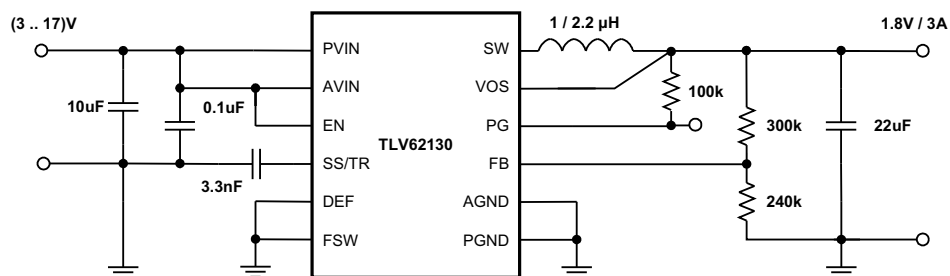 (3 .. 17)V
1 / 2.2 µH
1.8V / 3A
PVIN
SW
AVIN
VOS
10uF
0.1uF
100k
EN
PG
TLV62130
300k
22uF
SS/TR
FB
3.3nF
240k
DEF
AGND
FSW
PGND